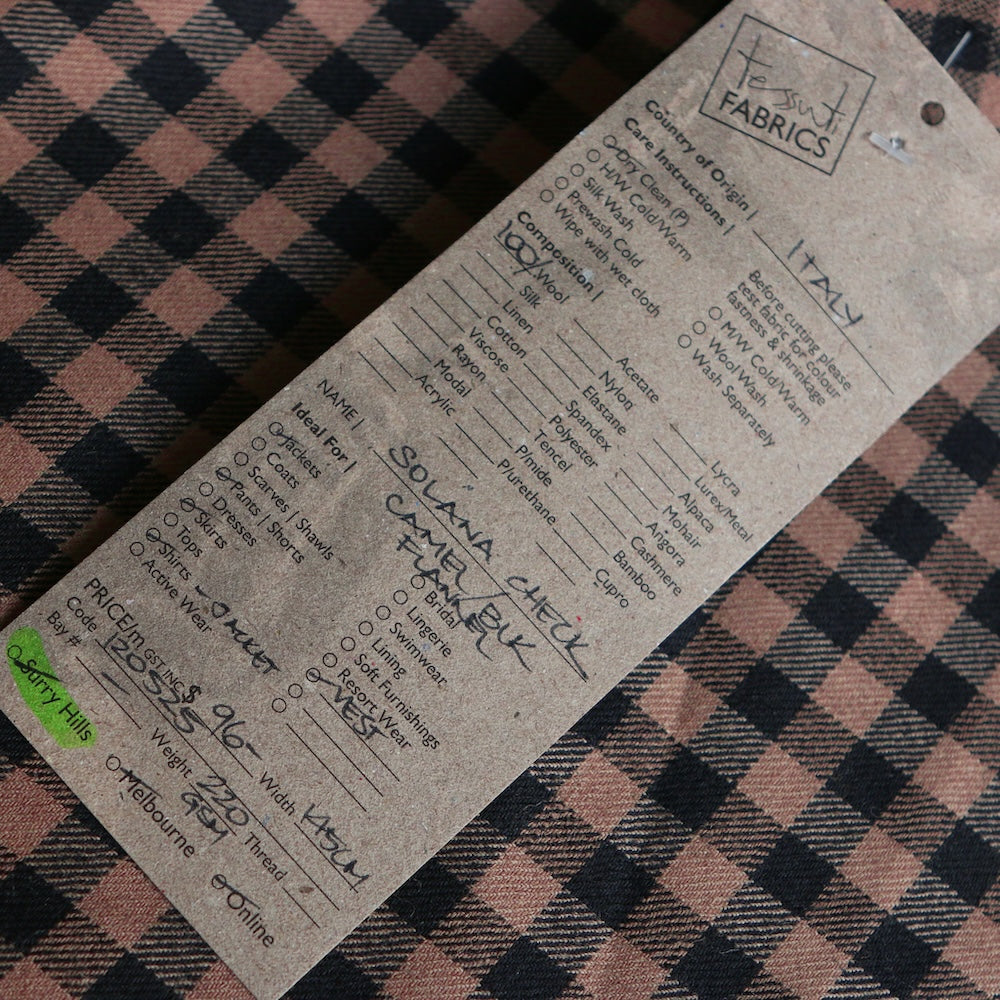 Tessuti
FABRICS
Country of Origin | ITALY
Care Instructions |
Dry Clean (P)
H/W Cold/Warm
Silk Wash
Prewash Cold
Wipe with wet cloth
Before cutting please
test fabric for colour
fastness & shrinkage
M/W Cold/Warm
Wool Wash
Wash Separately
Composition |
100% Wool
Silk
Linen
Cotton
Viscose
Rayon
Modal
Acrylic
Acetate
Nylon
Elastane
Spandex
Polyester
Tencel
P/mide
P/urethane
Lycra
Lurex/Metal
Mohair
Alpaca
Angora
Cashmere
Bamboo
Cupro
NAME | SOLANA CHECK
CAMEL/BLK
FLANNEL
Ideal For |
Jackets
Coats
Scarves | Shawls
Pants | Shorts
Dresses
Skirts
Tops
Shirts - JACKET
Active Wear
Bridal
Lingerie
Swimwear
Lining
Soft Furnishings
Resort Wear
VEST
PRICE/m GST INC $ 96-
Width 145CM
Code 120525
Weight 220
GSM
Thread
Bay # -
Surry Hills
Melbourne
Online